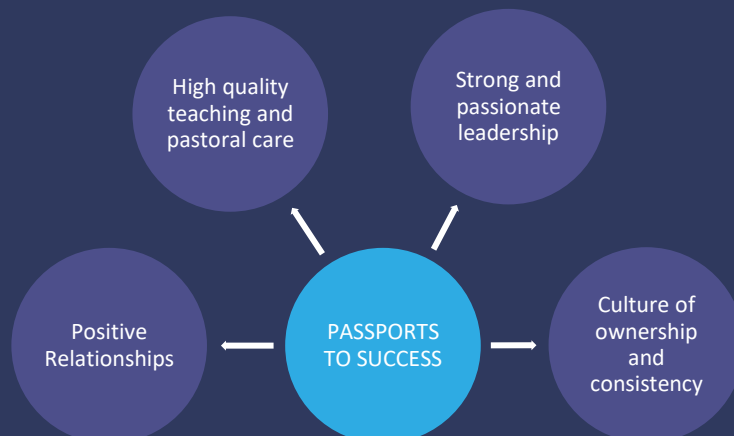 High quality
teaching and
pastoral care
Strong and
passionate
leadership
Positive
Relationships
PASSPORTS
TO SUCCESS
Culture of
ownership
and
consistency